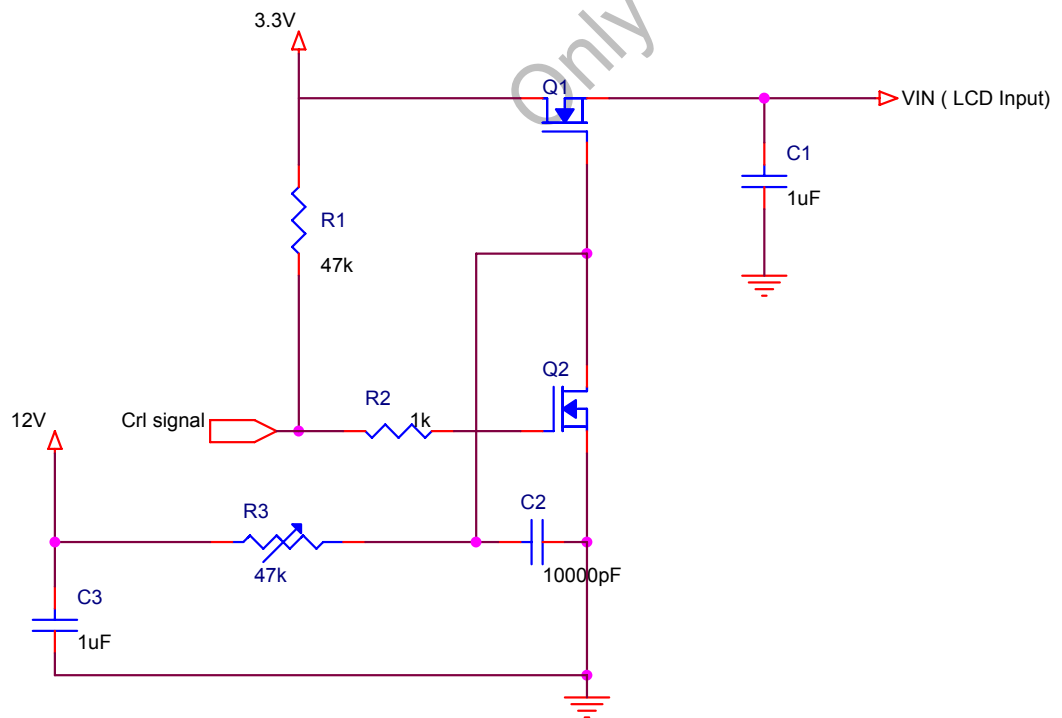 Only
3.3V
Q1
VIN ( LCD Input)
C1
1uF
R1
47k
Q2
R2
1k
12V
Crl signal
C2
R3
10000pF
47k
C3
1uF